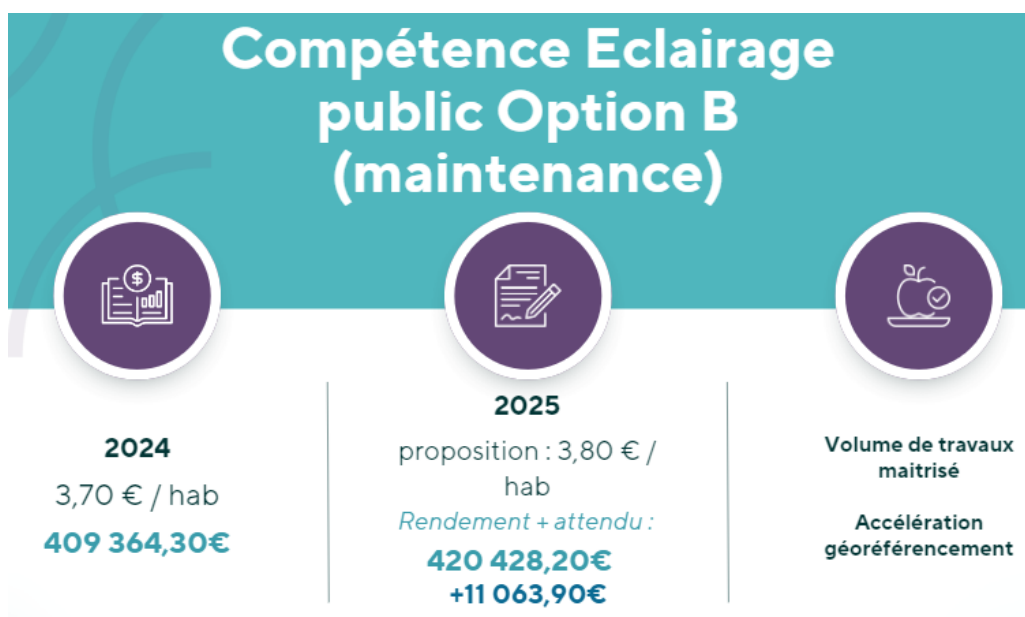 Compétence Eclairage
public Option B
(maintenance)
$
2024
3,70 € / hab
409 364,30€
2025
proposition : 3,80 € /
hab
Rendement + attendu :
420 428,20€
+11 063,90€
Volume de travaux
maitrisé
Accélération
géoréférencement